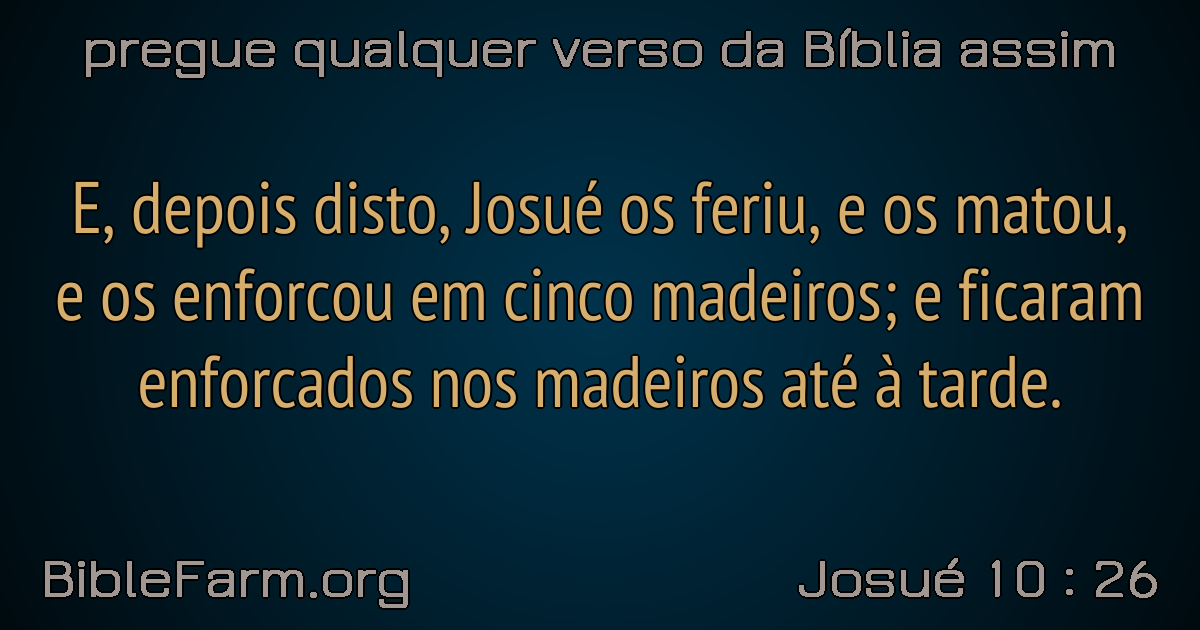 pregue qualquer verso da Bíblia assim
E, depois disto, Josué os feriu, e os matou,
e os enforcou em cinco madeiros; e ficaram
enforcados nos madeiros até à tarde.
BibleFarm.org
Josué 10 : 26